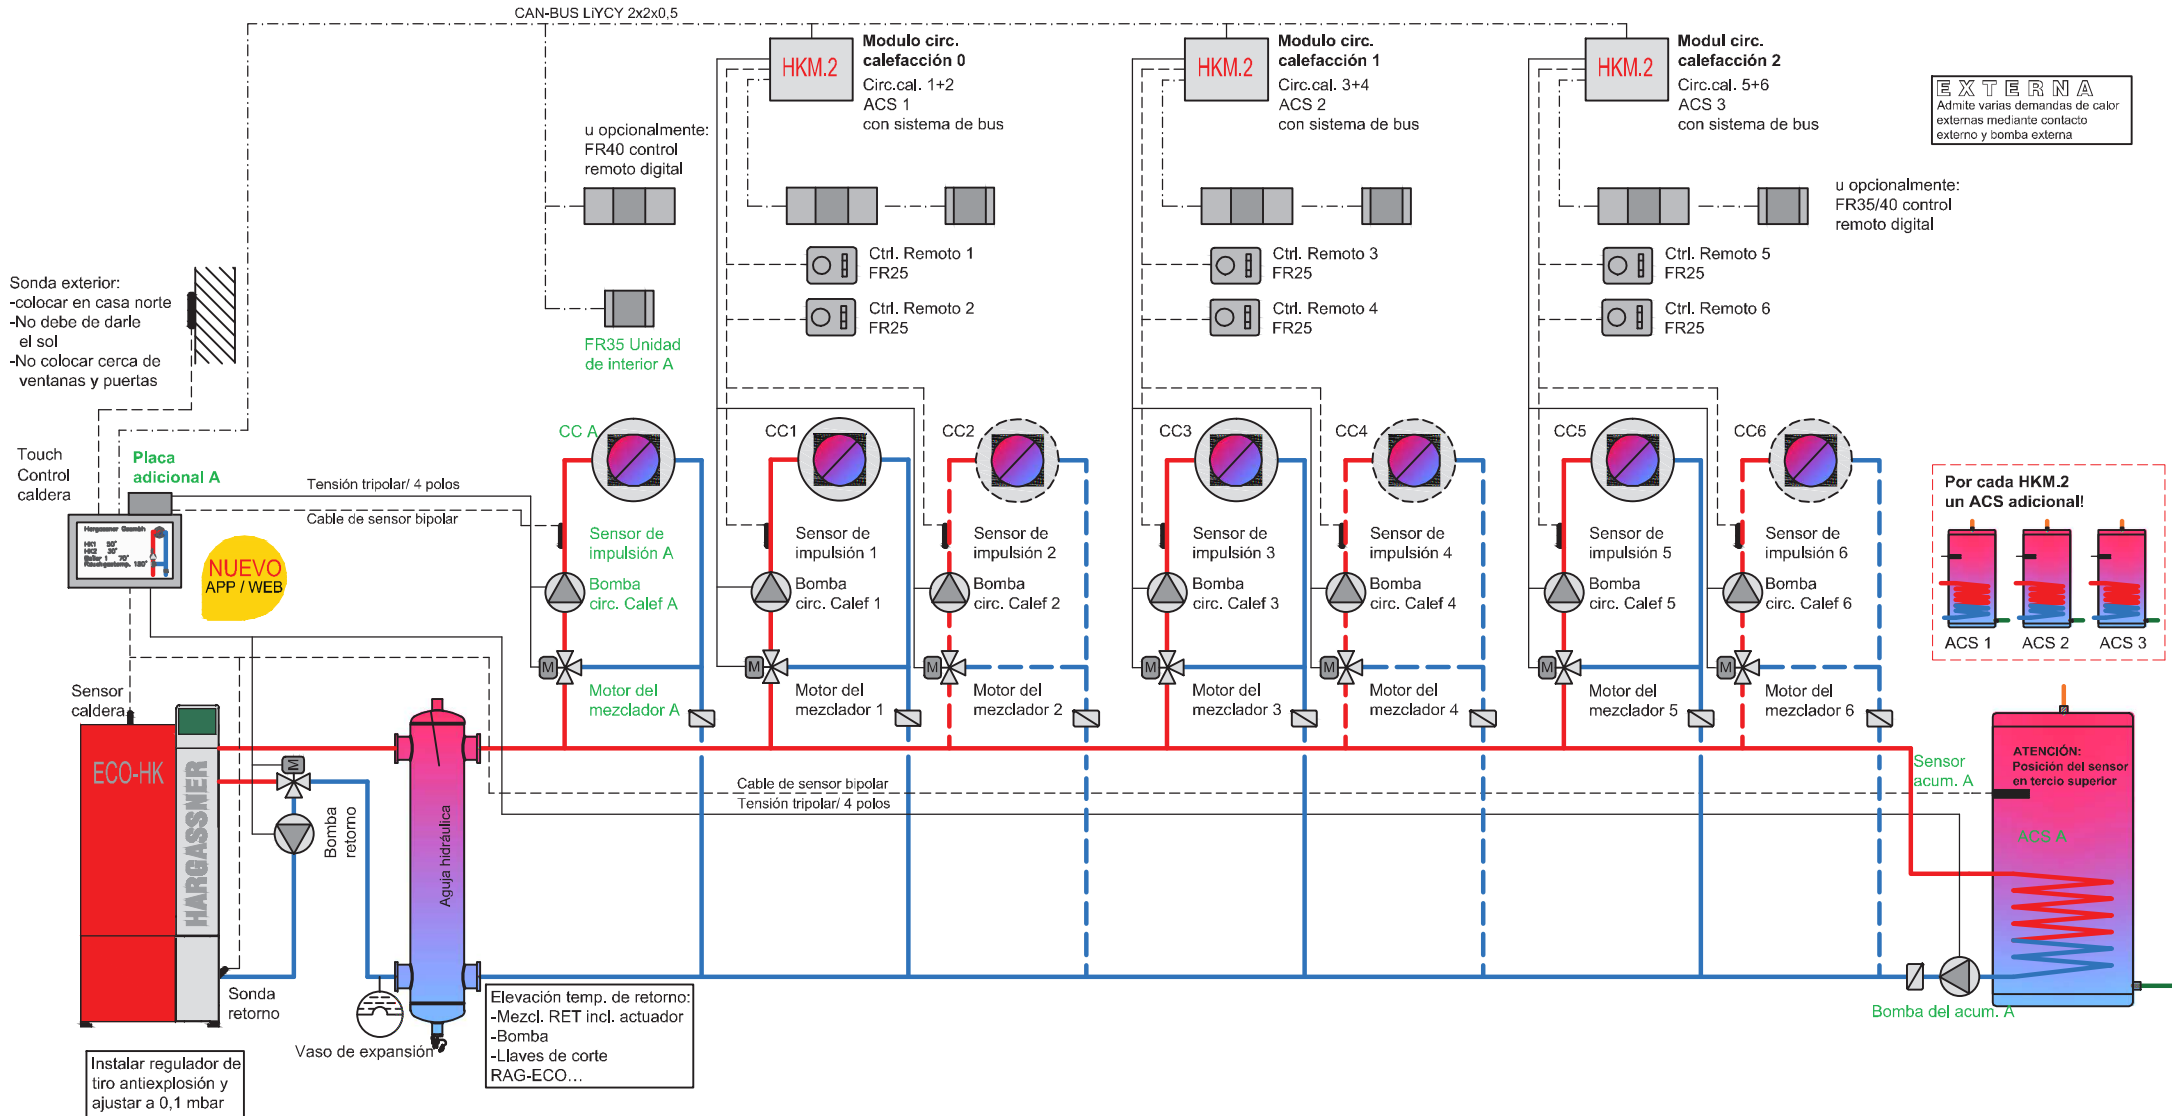 CAN-BUS LiYCY 2x2x0,5
HKM.2
Modulo circ.
calefacción 0
Circ.cal. 1+2
ACS 1
con sistema de bus
HKM.2
Modulo circ.
calefacción 1
Circ.cal. 3+4
ACS 2
con sistema de bus
HKM.2
Modul circ.
calefacción 2
Circ.cal. 5+6
ACS 3
con sistema de bus
EXTERNA
Admite varias demandas de calor
externas mediante contacto
externo y bomba externa
u opcionalmente:
FR40 control
remoto digital
u opcionalmente:
FR35/40 control
remoto digital
Ctrl. Remoto 1
FR25
Ctrl. Remoto 2
FR25
Ctrl. Remoto 3
FR25
Ctrl. Remoto 4
FR25
Ctrl. Remoto 5
FR25
Ctrl. Remoto 6
FR25
Sonda exterior:
-colocar en casa norte
-No debe de darle
el sol
-No colocar cerca de
ventanas y puertas
FR35 Unidad
de interior A
CC A
CC1
CC2
CC3
CC4
CC5
CC6
Touch
Control
caldera
Placa
adicional A
Tensión tripolar/ 4 polos
Cable de sensor bipolar
Hargassner GesmbH
HK1 50°
HK2 30°
Boiler 1 70°
Rauchgastemp. 130°
NUEVO
APP / WEB
Sensor de
impulsión A
Sensor de
impulsión 1
Sensor de
impulsión 2
Sensor de
impulsión 3
Sensor de
impulsión 4
Sensor de
impulsión 5
Sensor de
impulsión 6
Bomba
circ. Calef A
Bomba
circ. Calef 1
Bomba
circ. Calef 2
Bomba
circ. Calef 3
Bomba
circ. Calef 4
Bomba
circ. Calef 5
Bomba
circ. Calef 6
Por cada HKM.2
un ACS adicional!
ACS 1
ACS 2
ACS 3
M
M
M
M
M
M
M
Motor del
mezclador A
Motor del
mezclador 1
Motor del
mezclador 2
Motor del
mezclador 3
Motor del
mezclador 4
Motor del
mezclador 5
Motor del
mezclador 6
Sensor
caldera
ECO-HK
HARGASSNER
M
Bomba
retorno
Aguja hidráulica
Cable de sensor bipolar
Tensión tripolar/ 4 polos
Sensor
acum. A
ATENCIÓN:
Posición del sensor
en tercio superior
ACS A
Sonda
retorno
Vaso de expansión
Elevación temp. de retorno:
-Mezcl. RET incl. actuador
-Bomba
-Llaves de corte
RAG-ECO...
Bomba del acum. A
Instalar regulador de
tiro antiexplosión y
ajustar a 0,1 mbar